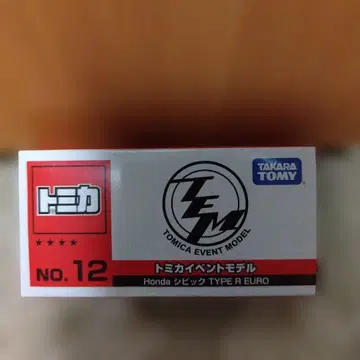 トミカ
★★★★
NO. 12
TEM
TOMICA EVENT MODEL
TAKARA
TOMY
トミカイベントモデル
Honda シビック TYPE R EURO